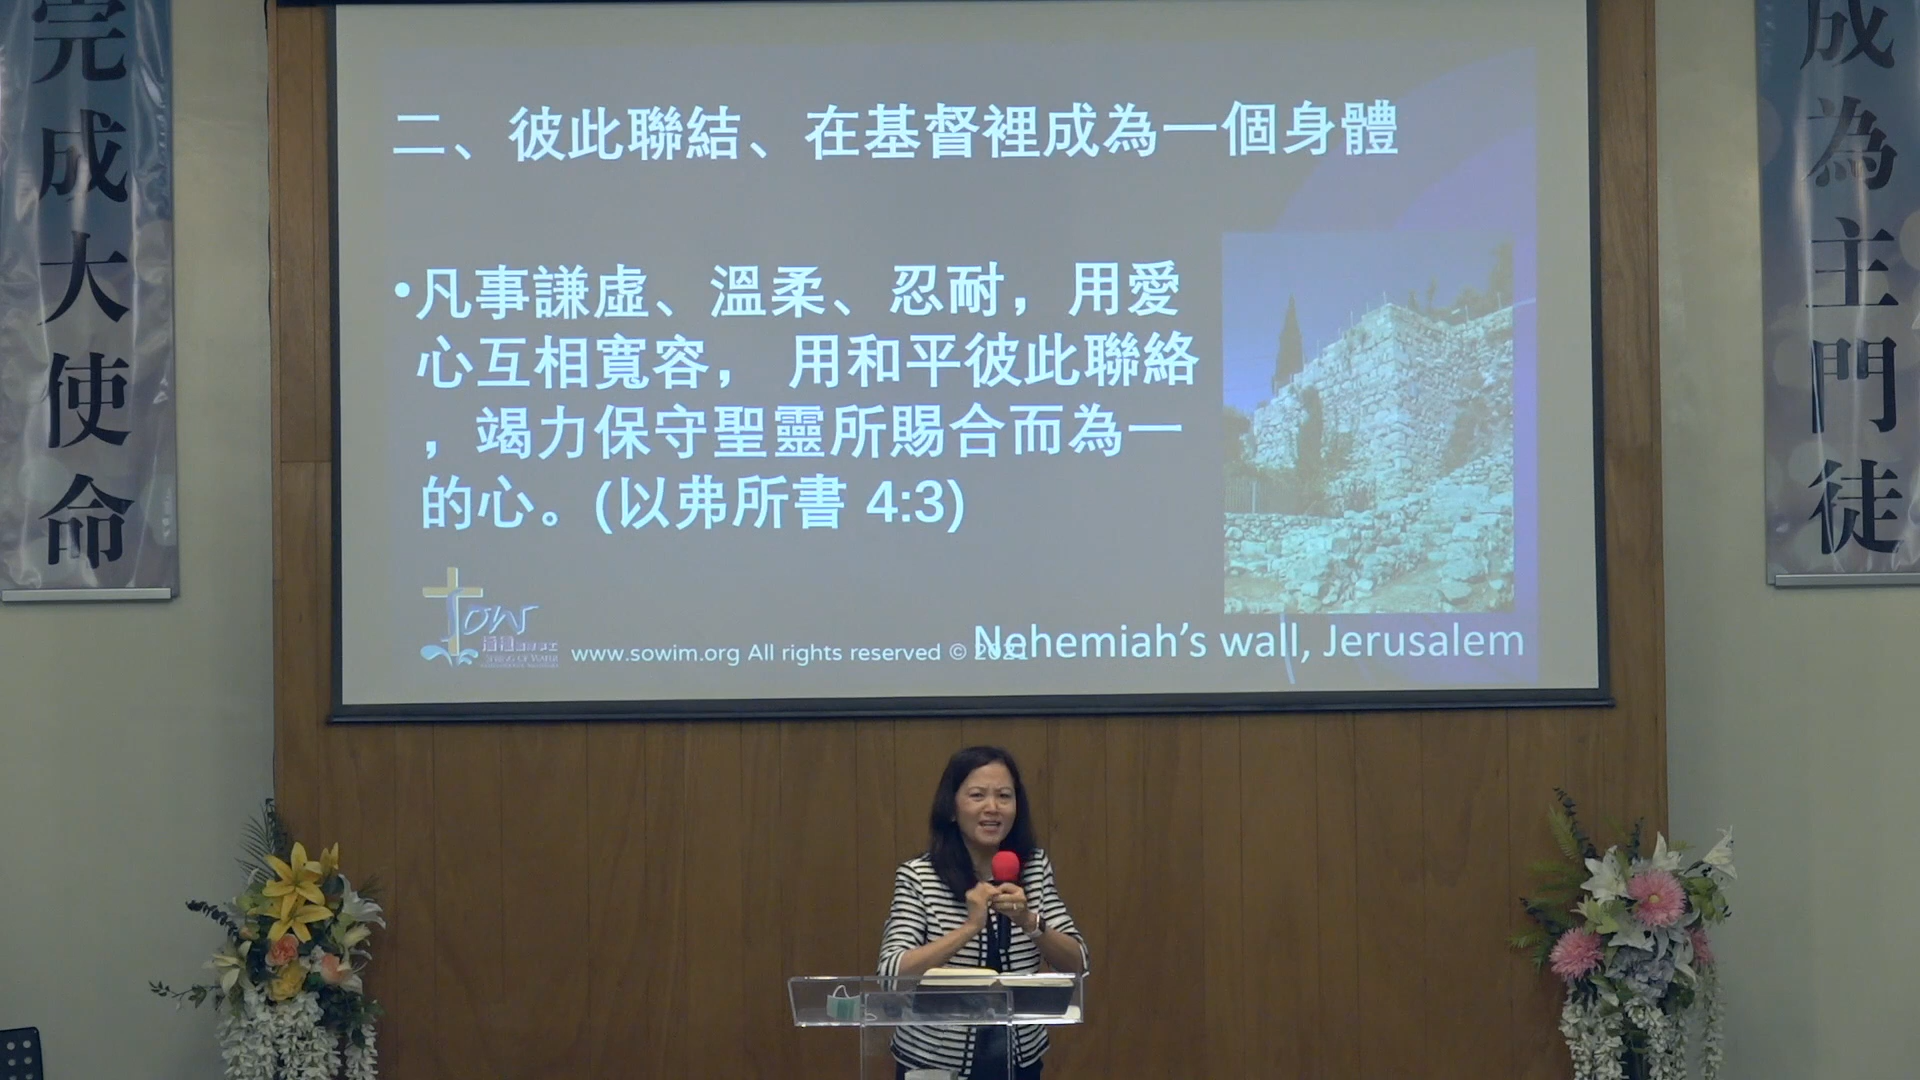 完成大使命
二、彼此聯結、在基督裡成為一個身體
•凡事謙虛、溫柔、忍耐，用愛
心互相寬容， 用和平彼此聯絡
，竭力保守聖靈所賜合而為一
的心。(以弗所書 4:3)
SOW
SPRING OF WATER
www.sowim.org All rights reserved ©
Nehemiah’s wall, Jerusalem
成為主門徒